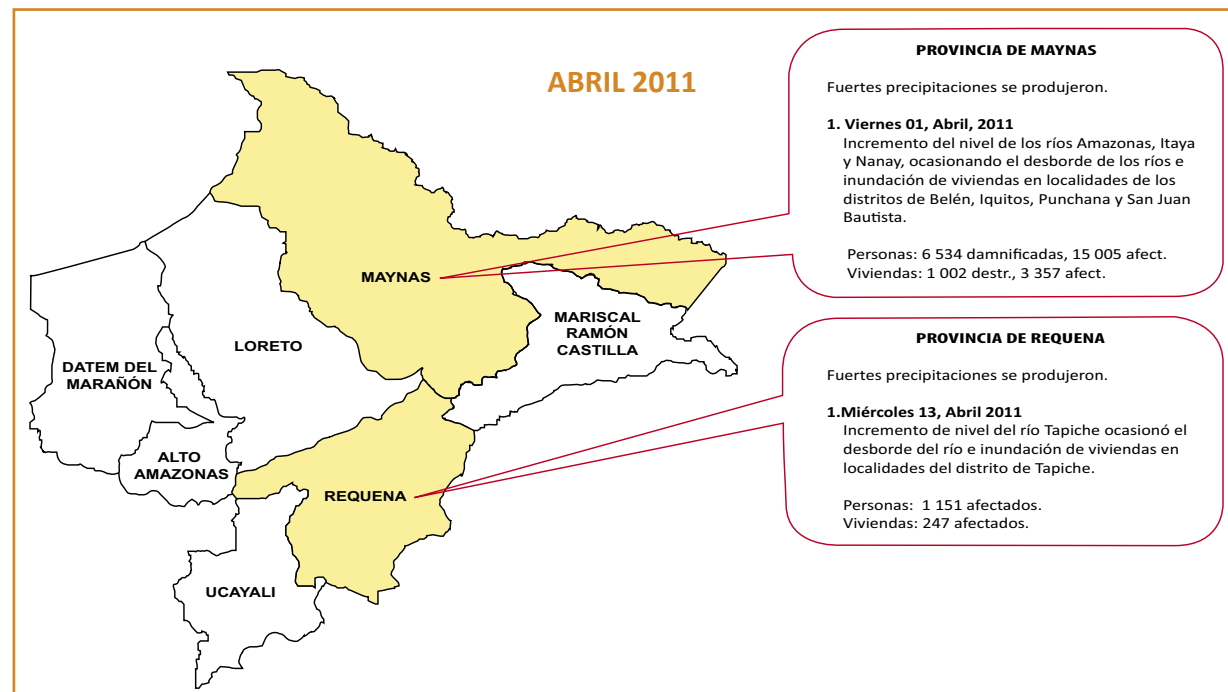 ABRIL 2011
PROVINCIA DE MAYNAS
Fuertes precipitaciones se produjeron.
1. Viernes 01, Abril, 2011
Incremento del nivel de los ríos Amazonas, Itaya
y Nanay, ocasionando el desborde de los ríos e
inundación de viviendas en localidades de los
distritos de Belén, Iquitos, Punchana y San Juan
Bautista.
Personas: 6 534 damnificadas, 15 005 afect.
Viviendas: 1 002 destr., 3 357 afect.
PROVINCIA DE REQUENA
Fuertes precipitaciones se produjeron.
1.Miércoles 13, Abril 2011
Incremento de nivel del río Tapiche ocasionó el
desborde del río e inundación de viviendas en
localidades del distrito de Tapiche.
Personas: 1 151 afectados.
Viviendas: 247 afectados.
MAYNAS
MARISCAL
RAMÓN
CASTILLA
LORETO
DATEM DEL
MARAÑÓN
ALTO
AMAZONAS
REQUENA
UCAYALI